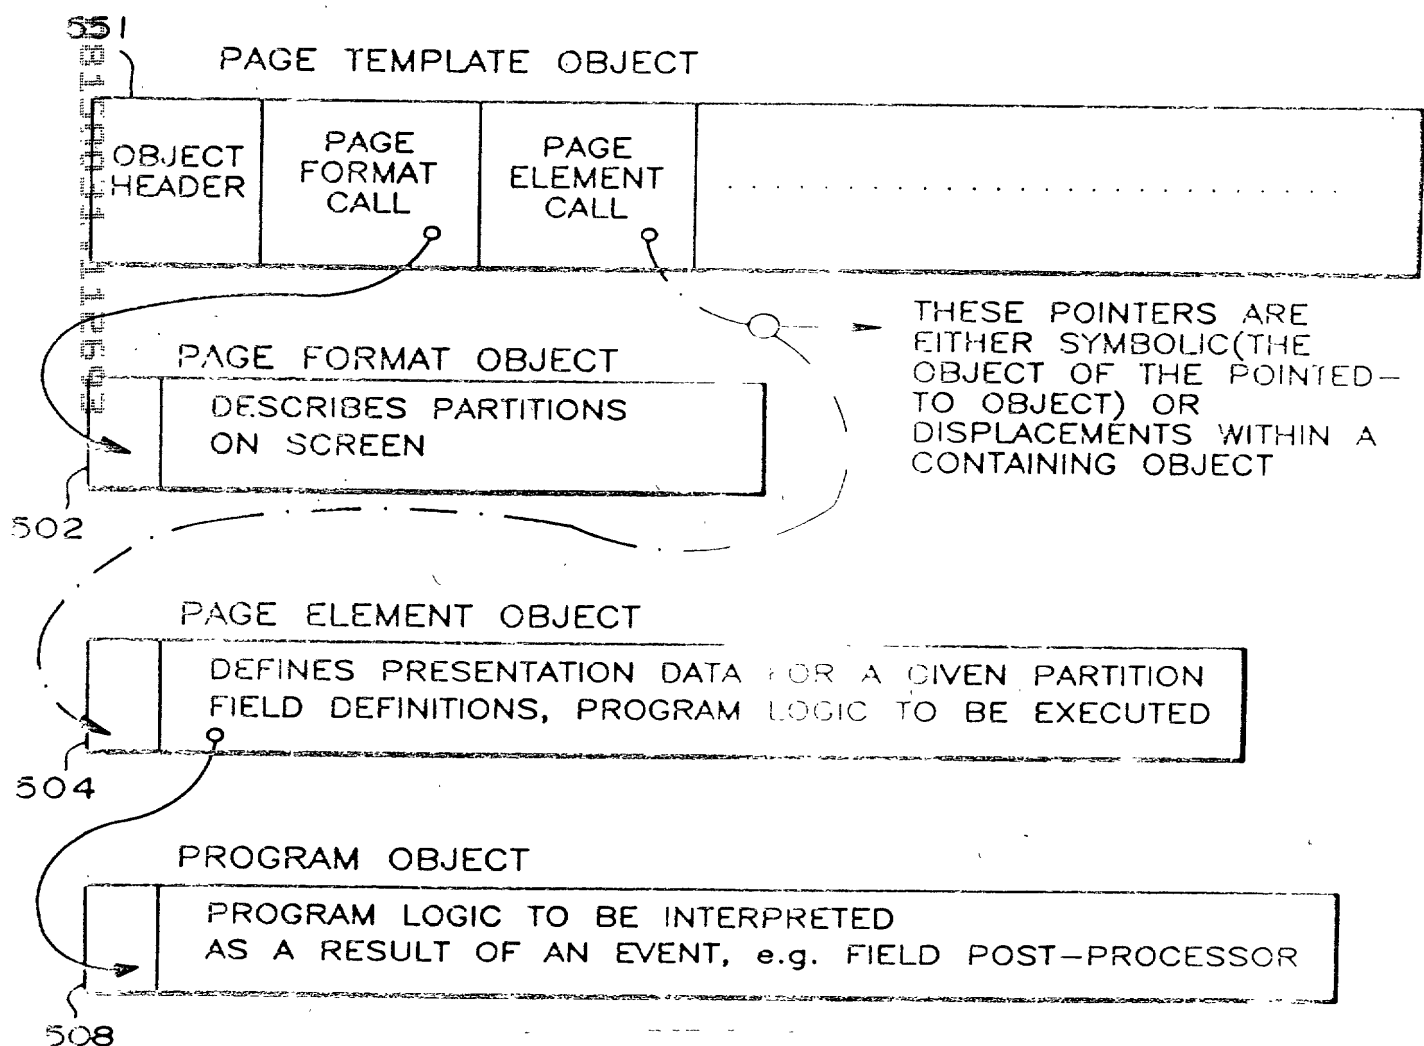 551
PAGE TEMPLATE OBJECT
OBJECT
HEADER
PAGE
FORMAT
CALL
PAGE
ELEMENT
CALL
THESE POINTERS ARE
EITHER SYMBOLIC(THE
OBJECT OF THE POINTED-
TO OBJECT) OR
DISPLACEMENTS WITHIN A
CONTAINING OBJECT
PAGE FORMAT OBJECT
DESCRIBES PARTITIONS
ON SCREEN
502
PAGE ELEMENT OBJECT
DEFINES PRESENTATION DATA FOR A GIVEN PARTITION
FIELD DEFINITIONS, PROGRAM LOGIC TO BE EXECUTED
504
PROGRAM OBJECT
PROGRAM LOGIC TO BE INTERPRETED
AS A RESULT OF AN EVENT, e.g. FIELD POST-PROCESSOR
508